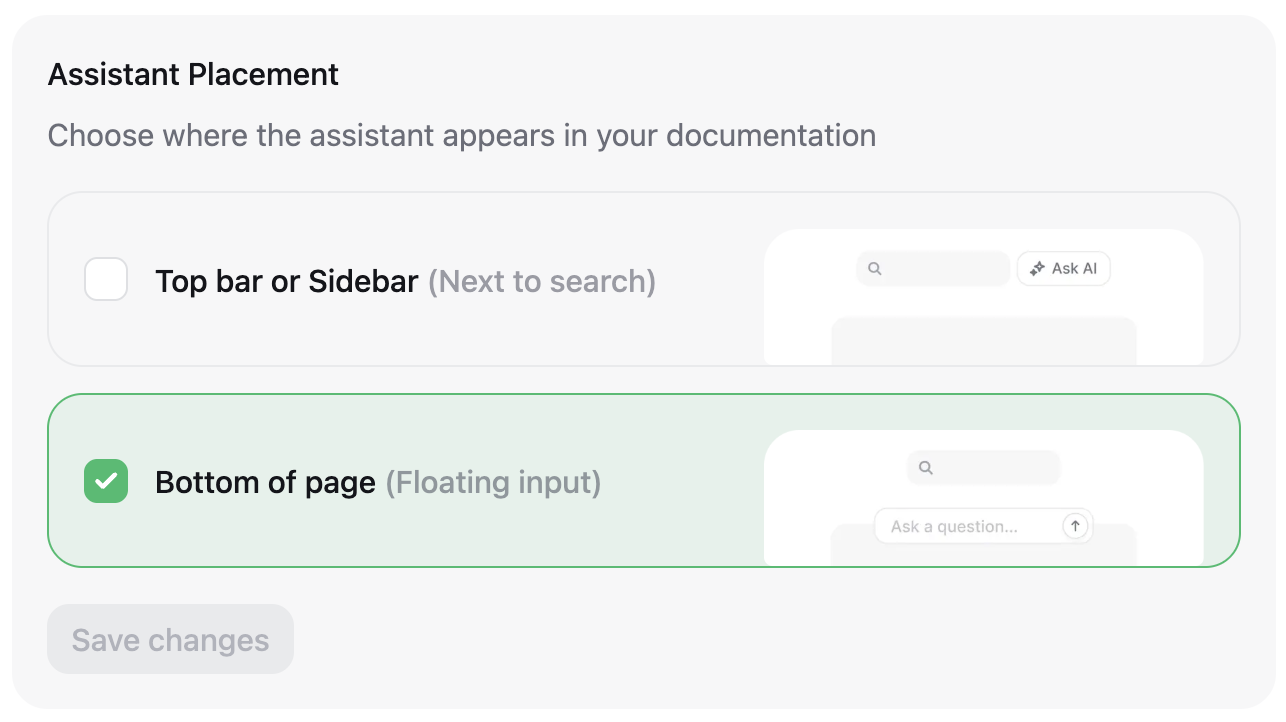 Assistant Placement
Choose where the assistant appears in your documentation
Top bar or Sidebar (Next to search)
Ask AI
Bottom of page (Floating input)
Ask a question...
Save changes